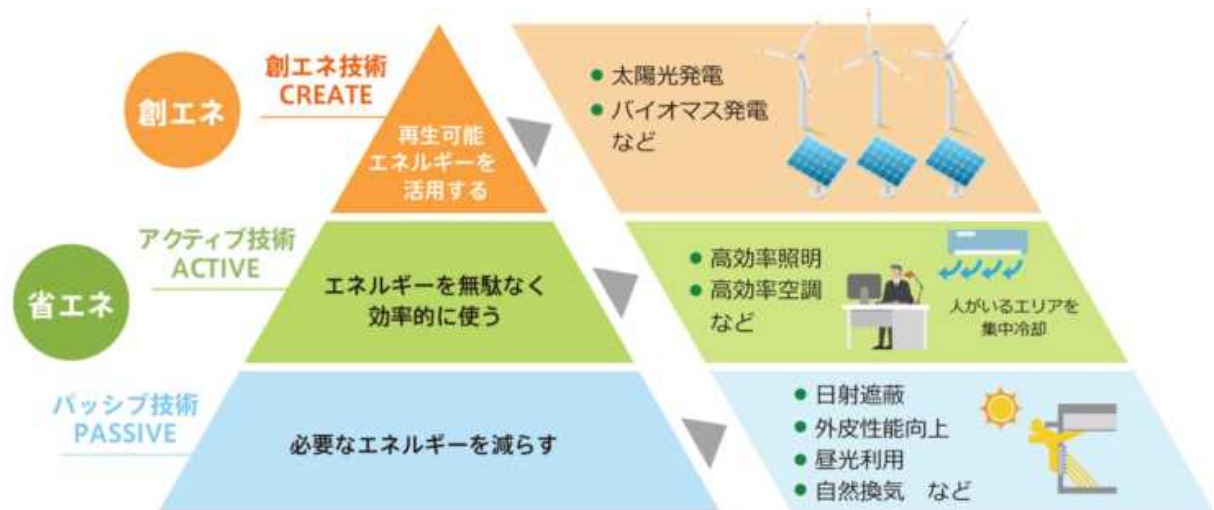 創エネ
創エネ技術
CREATE
再生可能
エネルギーを
活用する
● 太陽光発電
● バイオマス発電
など
省エネ
アクティブ技術
ACTIVE
エネルギーを無駄なく
効率的に使う
● 高効率照明
● 高効率空調
など
人がいるエリアを
集中冷却
パッシブ技術
PASSIVE
必要なエネルギーを減らす
● 日射遮蔽
● 外皮性能向上
● 昼光利用
● 自然換気 など